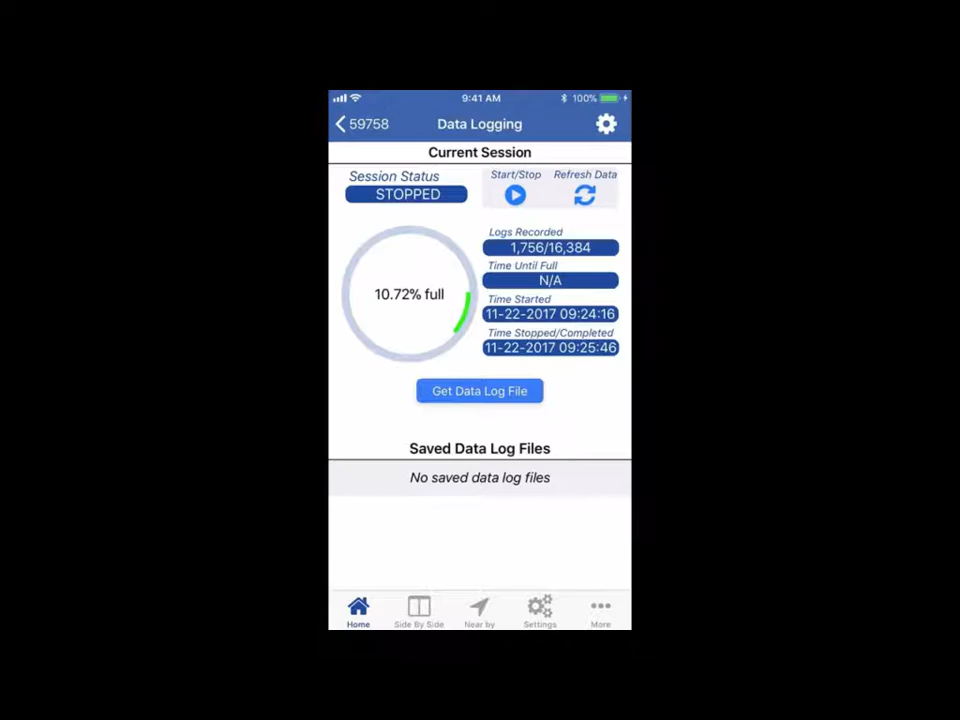 9:41 AM
100%
59758
Data Logging
Current Session
Session Status
STOPPED
Start/Stop
Refresh Data
10.72% full
Logs Recorded
1,756/16,384
Time Until Full
N/A
Time Started
11-22-2017 09:24:16
Time Stopped/Completed
11-22-2017 09:25:46
Get Data Log File
Saved Data Log Files
No saved data log files
Home
Side By Side
Near by
Settings
More